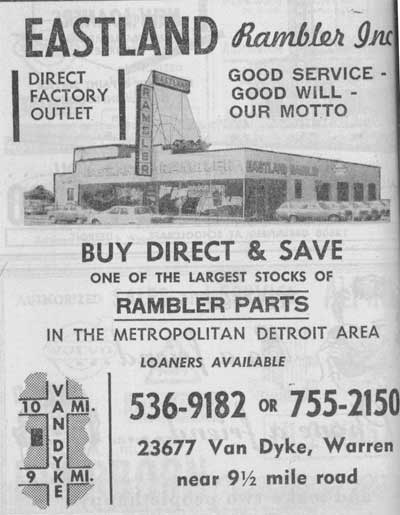 EASTLAND Rambler Inc
DIRECT
FACTORY
OUTLET
GOOD SERVICE -
GOOD WILL -
OUR MOTTO
EASTLAND
RAMBLER
EASTLAND RAMBLER
BUY DIRECT & SAVE
ONE OF THE LARGEST STOCKS OF
RAMBLER PARTS
IN THE METROPOLITAN DETROIT AREA
LOANERS AVAILABLE
VAN DYKE
10 MI.
9 MI.
536-9182 OR 755-2150
23677 Van Dyke, Warren
near 9½ mile road